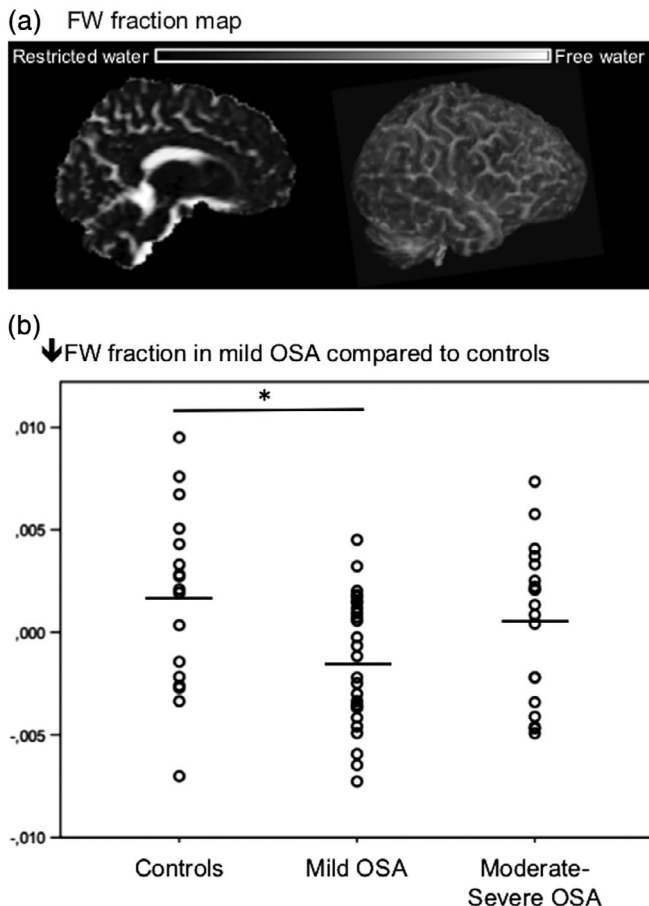 (a) FW fraction map
Restricted water Free water
(b)
↓FW fraction in mild OSA compared to controls
*
,010
,005
,000
-,005
-,010
Controls Mild OSA Moderate-
Severe OSA